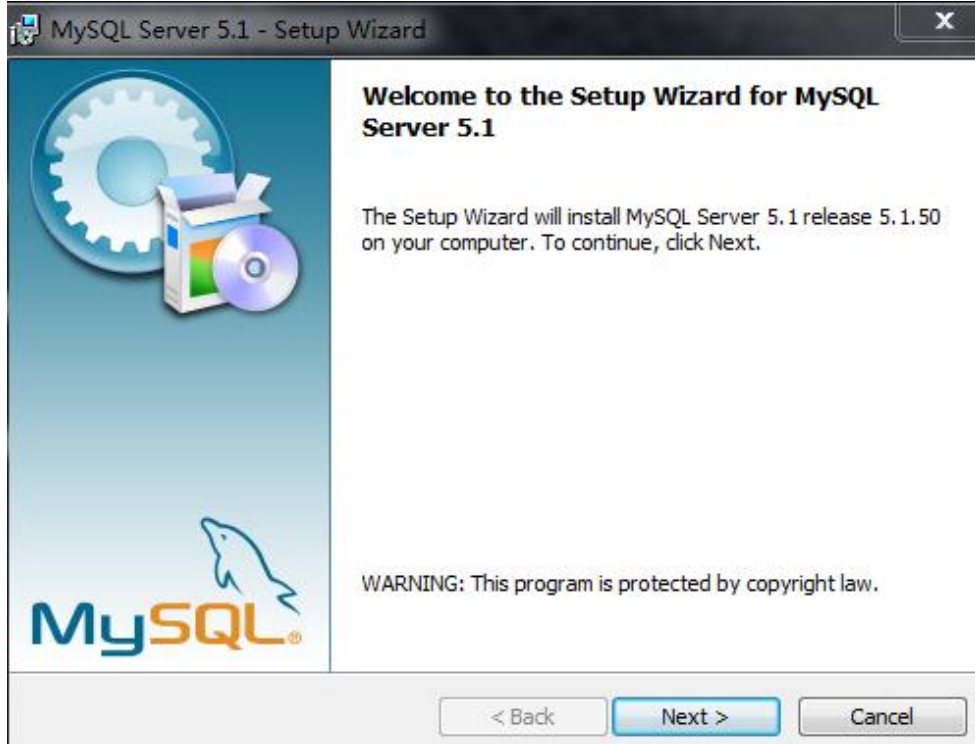 MySQL Server 5.1 - Setup Wizard
x
Welcome to the Setup Wizard for MySQL
Server 5.1
The Setup Wizard will install MySQL Server 5.1 release 5.1.50
on your computer. To continue, click Next.
WARNING: This program is protected by copyright law.
MySQL®
< Back
Next >
Cancel